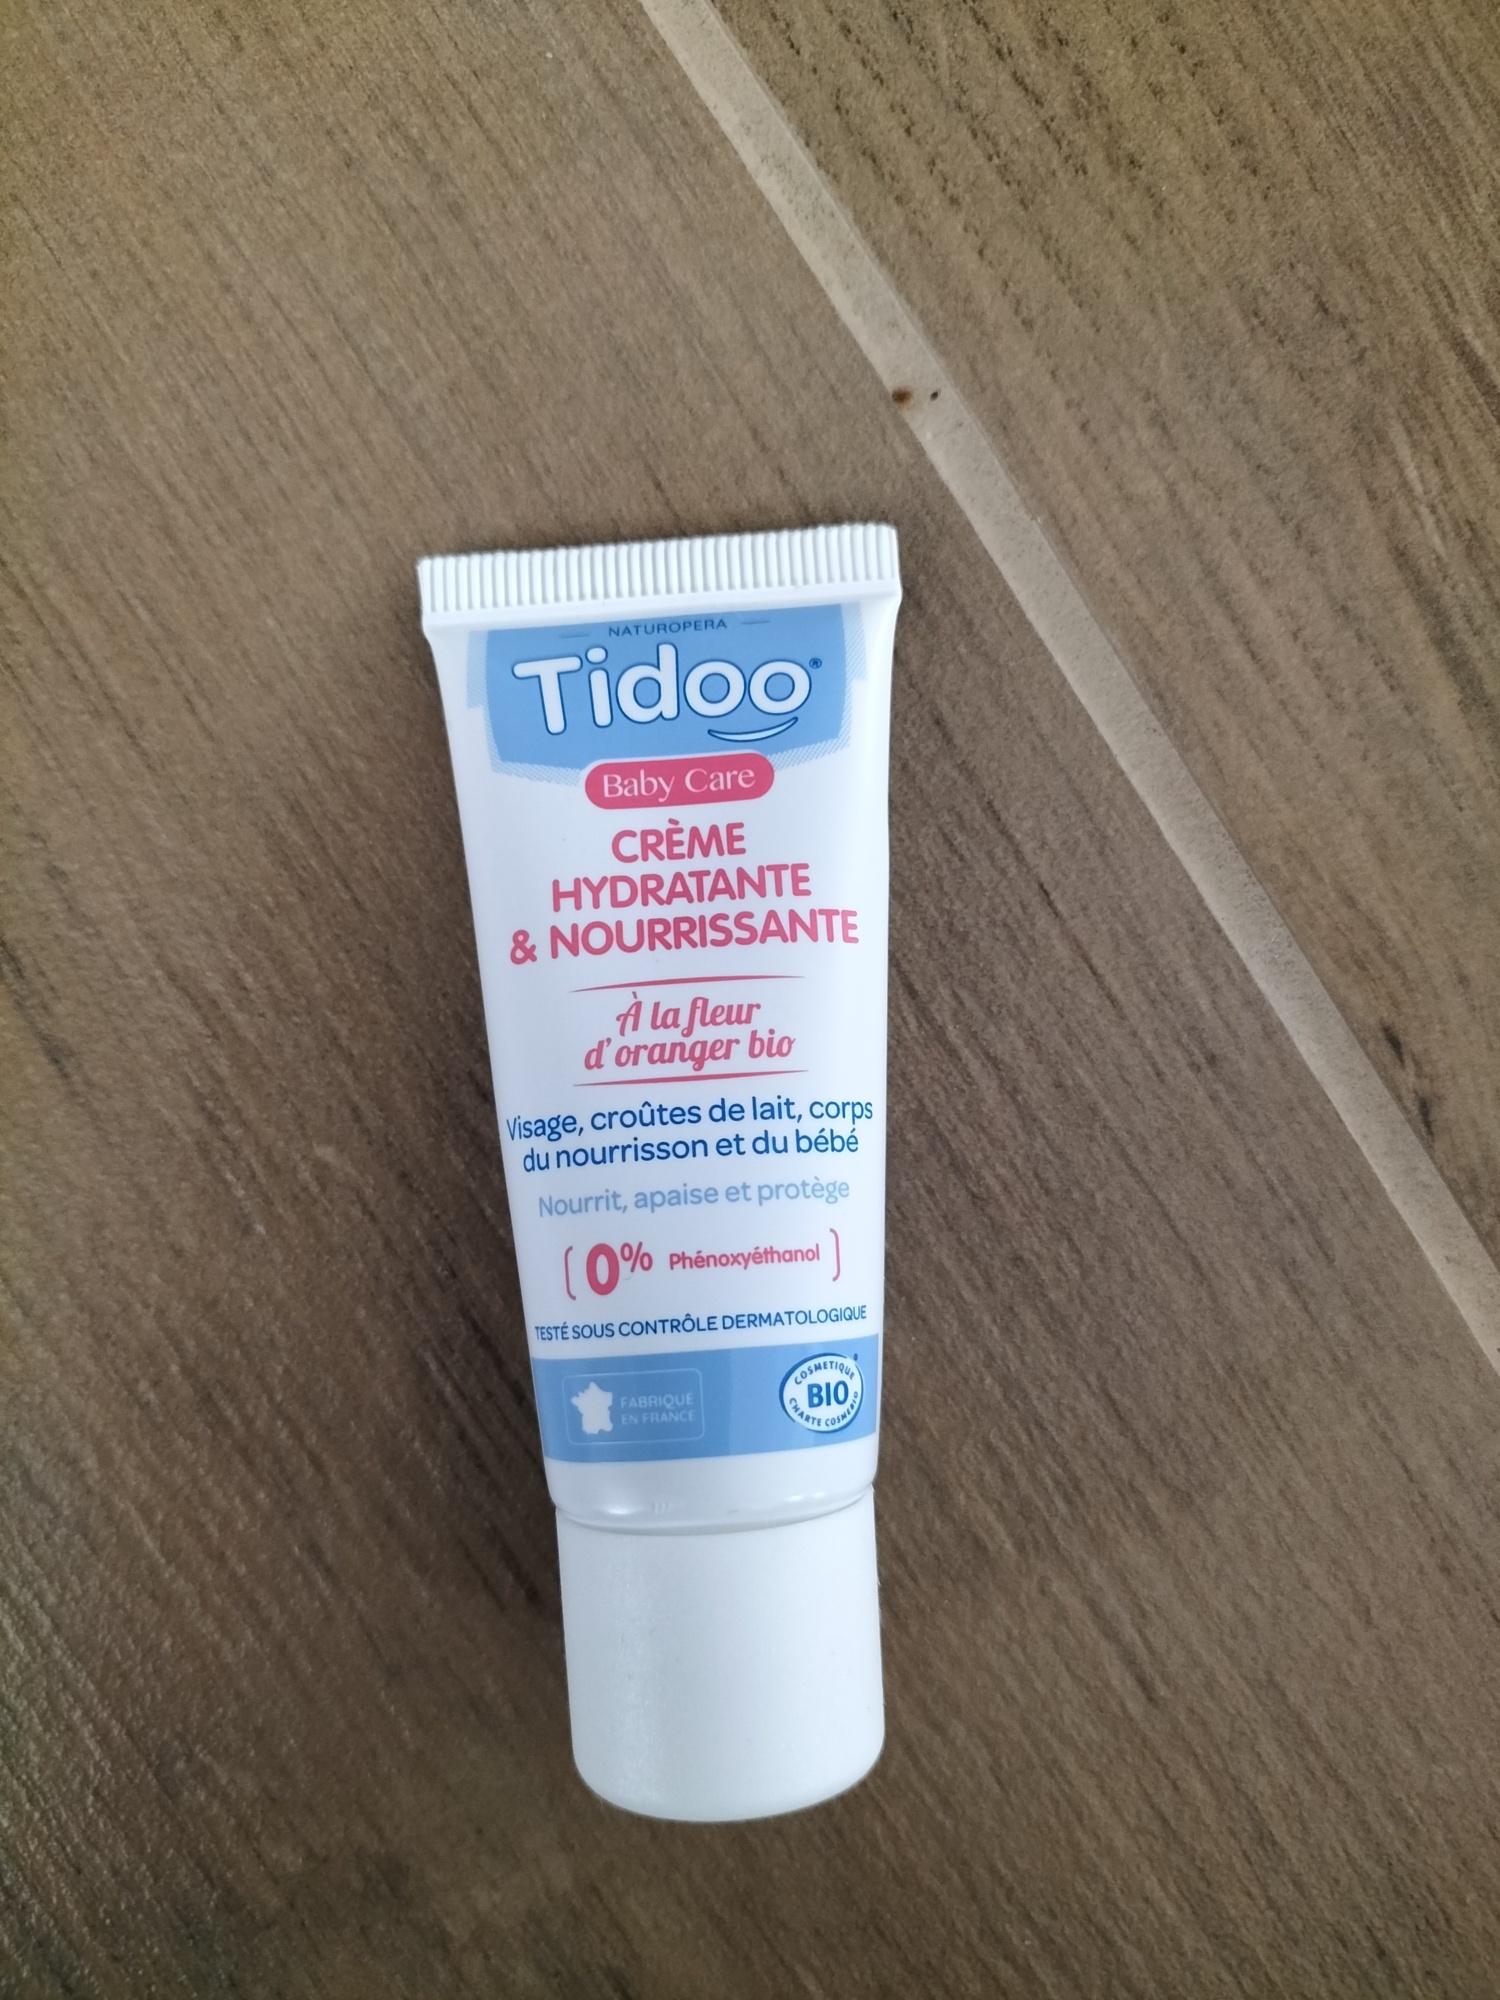 NATUROPERA
Tidoo®
Baby Care
CRÈME
HYDRATANTE
& NOURRISSANTE
À la fleur
d'oranger bio
Visage, croûtes de lait, corps
du nourrisson et du bébé
Nourrit, apaise et protège
[ 0% Phénoxyéthanol ]
TESTÉ SOUS CONTRÔLE DERMATOLOGIQUE
FABRIQUÉ
EN FRANCE
COSMETIQUE
BIO
CHARTE COSMEBIO